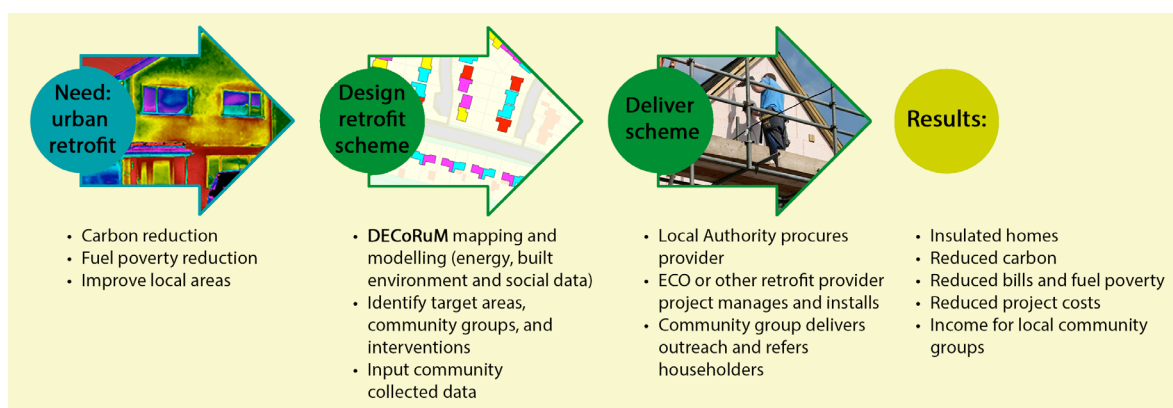 Need:
urban
retrofit
• Carbon reduction
• Fuel poverty reduction
• Improve local areas
Design
retrofit
scheme
• DECoRuM mapping and
modelling (energy, built
environment and social data)
• Identify target areas,
community groups, and
interventions
• Input community
collected data
Deliver
scheme
• Local Authority procures
provider
• ECO or other retrofit provider
project manages and installs
• Community group delivers
outreach and refers
householders
Results:
• Insulated homes
• Reduced carbon
• Reduced bills and fuel poverty
• Reduced project costs
• Income for local community
groups